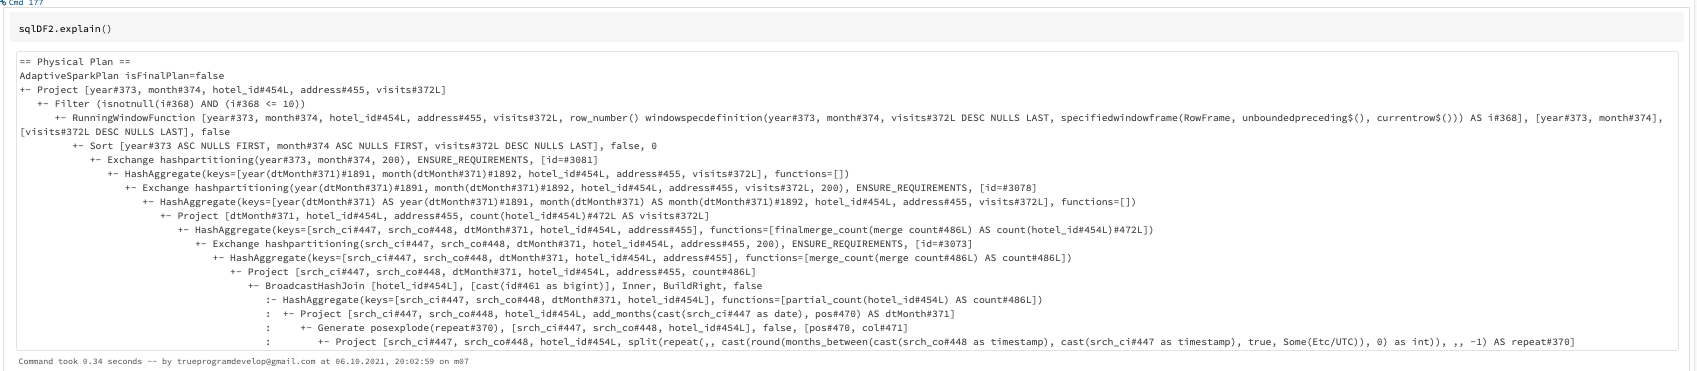 Cmd 177
sqlDF2.explain()
== Physical Plan ==
AdaptiveSparkPlan isFinalPlan=false
+- Project [year#373, month#374, hotel_id#454L, address#455, visits#372L]
   +- Filter (isnotnull(i#368) AND (i#368 <= 10))
      +- RunningWindowFunction [year#373, month#374, hotel_id#454L, address#455, visits#372L, row_number() windowspecdefinition(year#373, month#374, visits#372L DESC NULLS LAST, specifiedwindowframe(RowFrame, unboundedpreceding$(), currentrow$())) AS i#368], [year#373, month#374],
[visits#372L DESC NULLS LAST], false
         +- Sort [year#373 ASC NULLS FIRST, month#374 ASC NULLS FIRST, visits#372L DESC NULLS LAST], false, 0
            +- Exchange hashpartitioning(year#373, month#374, 200), ENSURE_REQUIREMENTS, [id=#3081]
               +- HashAggregate(keys=[year(dtMonth#371)#1891, month(dtMonth#371)#1892, hotel_id#454L, address#455, visits#372L], functions=[])
                  +- Exchange hashpartitioning(year(dtMonth#371)#1891, month(dtMonth#371)#1892, hotel_id#454L, address#455, visits#372L, 200), ENSURE_REQUIREMENTS, [id=#3078]
                     +- HashAggregate(keys=[year(dtMonth#371) AS year(dtMonth#371)#1891, month(dtMonth#371) AS month(dtMonth#371)#1892, hotel_id#454L, address#455, visits#372L], functions=[])
                        +- Project [dtMonth#371, hotel_id#454L, address#455, count(hotel_id#454L)#472L AS visits#372L]
                           +- HashAggregate(keys=[srch_ci#447, srch_co#448, dtMonth#371, hotel_id#454L, address#455], functions=[finalmerge_count(merge count#486L) AS count(hotel_id#454L)#472L])
                              +- Exchange hashpartitioning(srch_ci#447, srch_co#448, dtMonth#371, hotel_id#454L, address#455, 200), ENSURE_REQUIREMENTS, [id=#3073]
                                 +- HashAggregate(keys=[srch_ci#447, srch_co#448, dtMonth#371, hotel_id#454L, address#455], functions=[merge_count(merge count#486L) AS count#486L])
                                    +- Project [srch_ci#447, srch_co#448, dtMonth#371, hotel_id#454L, address#455, count#486L]
                                       +- BroadcastHashJoin [hotel_id#454L], [cast(id#461 as bigint)], Inner, BuildRight, false
                                          :- HashAggregate(keys=[srch_ci#447, srch_co#448, dtMonth#371, hotel_id#454L], functions=[partial_count(hotel_id#454L) AS count#486L])
                                          :  +- Project [srch_ci#447, srch_co#448, hotel_id#454L, add_months(cast(srch_ci#447 as date), pos#470) AS dtMonth#371]
                                          :     +- Generate posexplode(repeat#370), [srch_ci#447, srch_co#448, hotel_id#454L], false, [pos#470, col#471]
                                          :        +- Project [srch_ci#447, srch_co#448, hotel_id#454L, split(repeat(,, cast(round(months_between(cast(srch_co#448 as timestamp), cast(srch_ci#447 as timestamp), true, Some(Etc/UTC)), 0) as int)), ,, -1) AS repeat#370]
Command took 0.34 seconds -- by trueprogramdevelop@gmail.com at 06.10.2021, 20:02:59 on m07